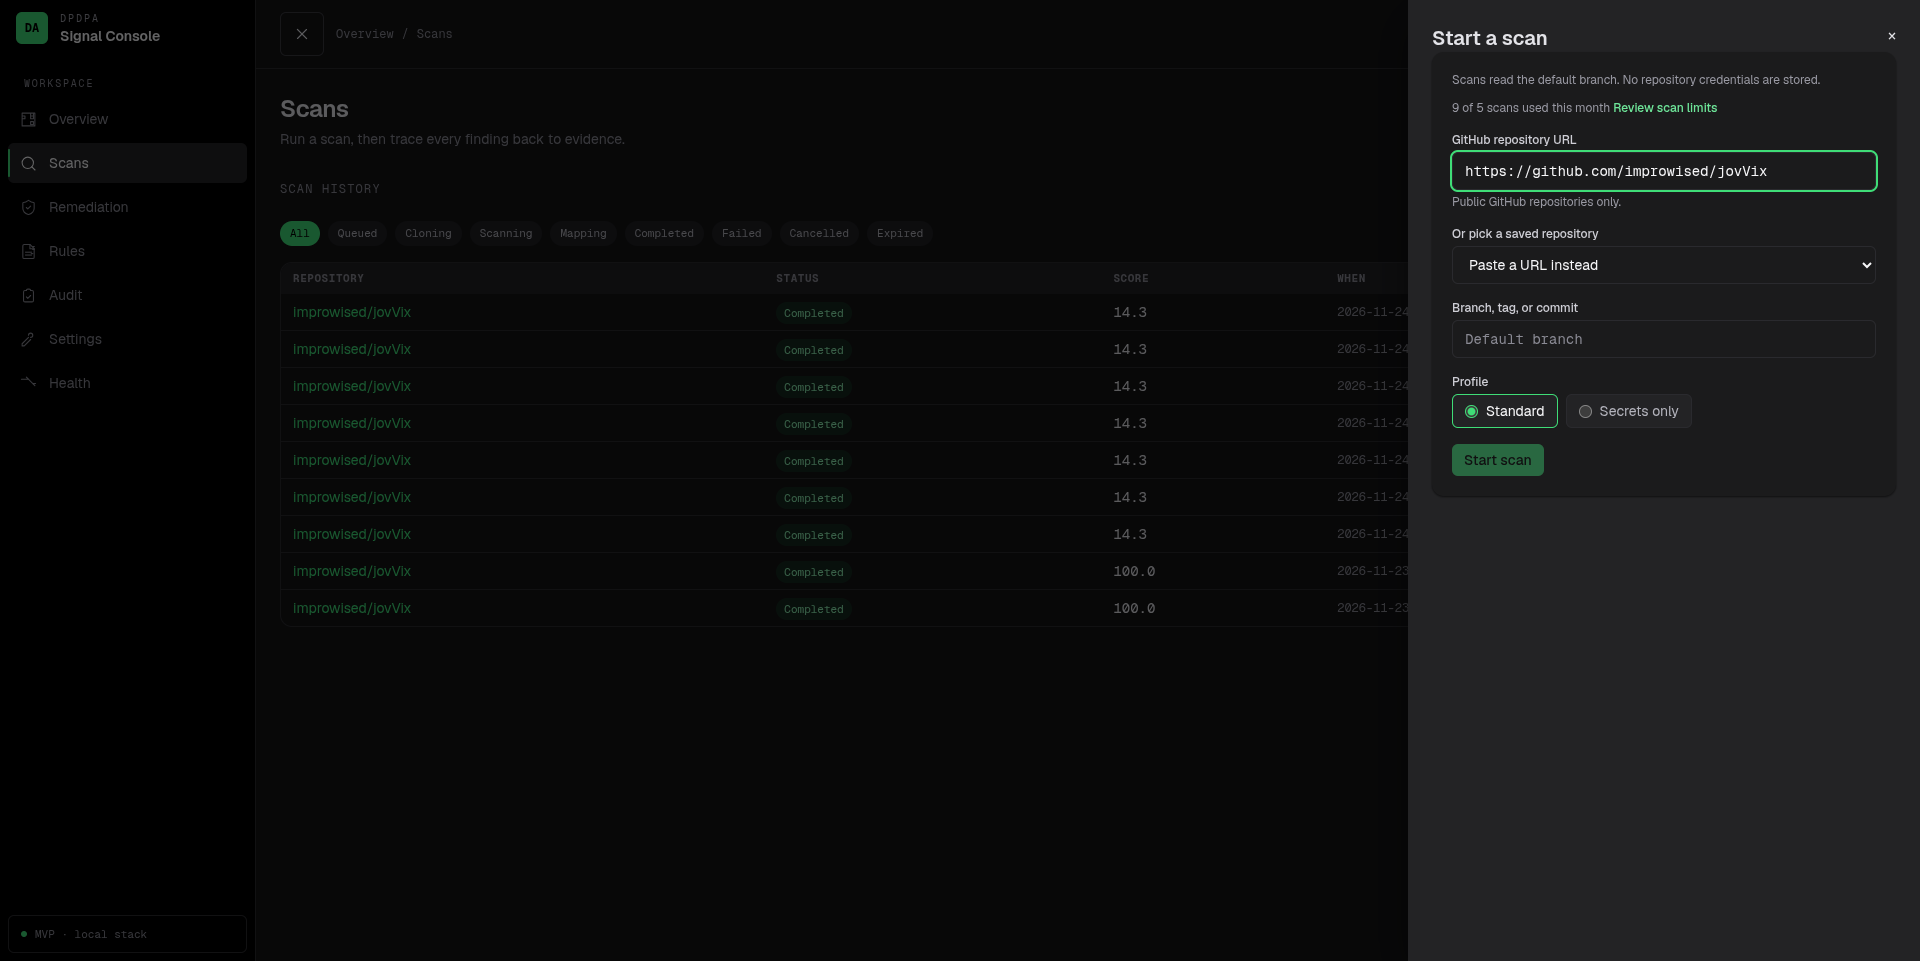 DA
DPDPA
Signal Console
WORKSPACE
Overview
Scans
Remediation
Rules
Audit
Settings
Health
MVP · local stack
Overview / Scans
Scans
Run a scan, then trace every finding back to evidence.
SCAN HISTORY
All Queued Cloning Scanning Mapping Completed Failed Cancelled Expired
REPOSITORY STATUS SCORE WHEN
improwised/jovVix Completed 14.3 2026-11-24
improwised/jovVix Completed 14.3 2026-11-24
improwised/jovVix Completed 14.3 2026-11-24
improwised/jovVix Completed 14.3 2026-11-24
improwised/jovVix Completed 14.3 2026-11-24
improwised/jovVix Completed 14.3 2026-11-24
improwised/jovVix Completed 14.3 2026-11-24
improwised/jovVix Completed 100.0 2026-11-23
improwised/jovVix Completed 100.0 2026-11-23
Start a scan
Scans read the default branch. No repository credentials are stored.
9 of 5 scans used this month Review scan limits
GitHub repository URL
https://github.com/improwised/jovVix
Public GitHub repositories only.
Or pick a saved repository
Paste a URL instead
Branch, tag, or commit
Default branch
Profile
Standard Secrets only
Start scan